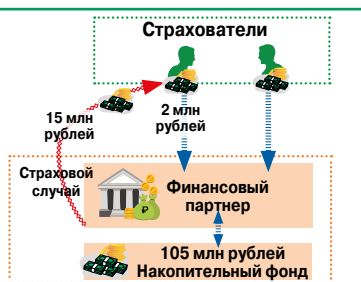 Страхователи
15 млн
рублей
2 млн
рублей
Страховой
случай
Финансовый
партнер
₽
105 млн рублей
Накопительный фонд